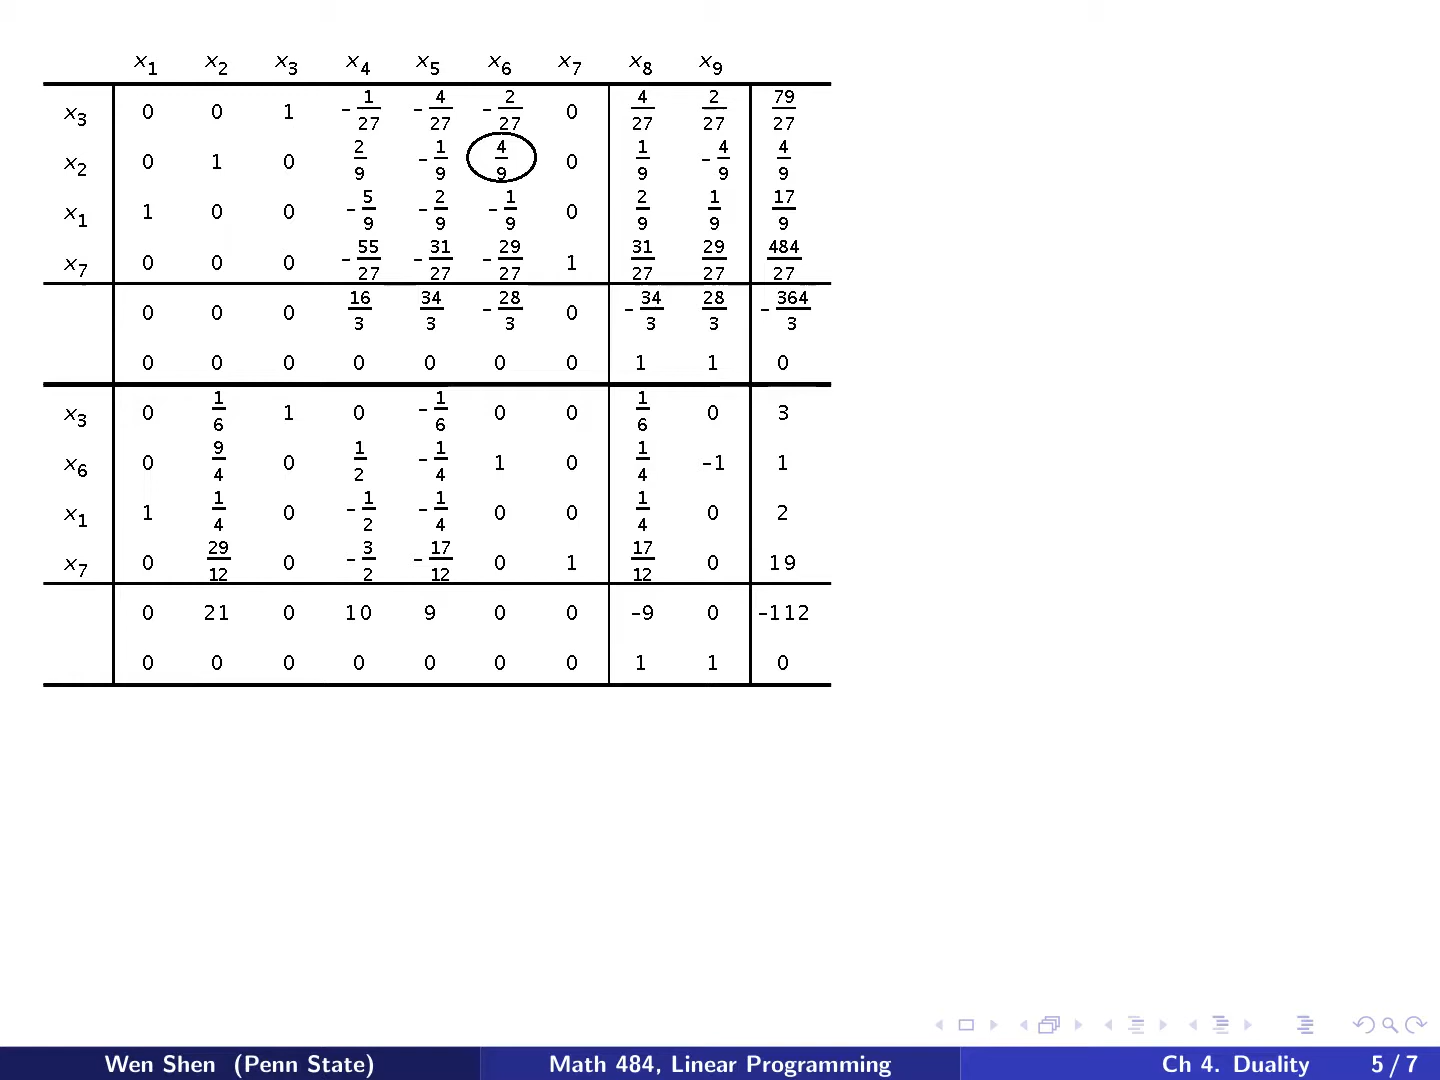 x1 x2 x3 x4 x5 x6 x7 x8 x9
x3 0 0 1 -1/27 -4/27 -2/27 0 4/27 2/27 79/27
x2 0 1 0 2/9 -1/9 4/9 0 1/9 -4/9 4/9
x1 1 0 0 -5/9 -2/9 -1/9 0 2/9 1/9 17/9
x7 0 0 0 -55/27 -31/27 -29/27 1 31/27 29/27 484/27
0 0 0 16/3 34/3 -28/3 0 -34/3 28/3 -364/3
0 0 0 0 0 0 0 1 1 0
x3 0 1/6 1 0 -1/6 0 0 1/6 0 3
x6 0 9/4 0 1/2 -1/4 1 0 1/4 -1 1
x1 1 1/4 0 -1/2 -1/4 0 0 1/4 0 2
x7 0 29/12 0 -3/2 -17/12 0 1 17/12 0 19
0 21 0 10 9 0 0 -9 0 -112
0 0 0 0 0 0 0 1 1 0
Wen Shen (Penn State) Math 484, Linear Programming Ch 4. Duality 5 / 7